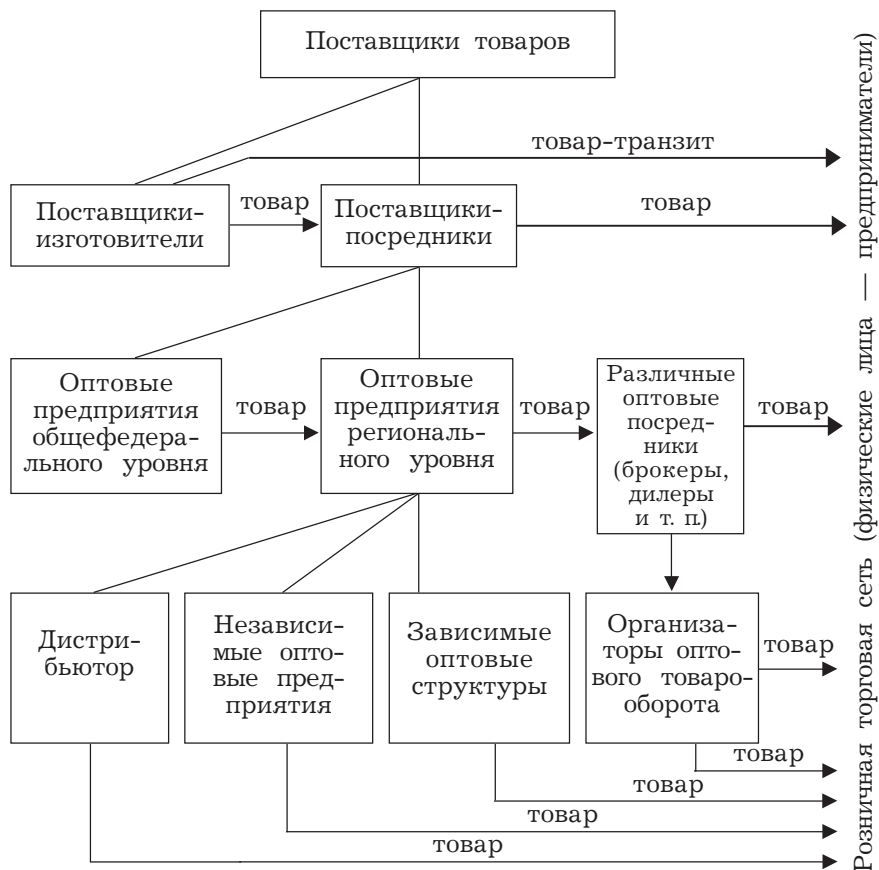 Поставщики товаров
товар-транзит
Поставщики-
изготовители
товар
Поставщики-
посредники
товар
Оптовые
предприятия
общефедера-
льного уровня
товар
Оптовые
предприятия
региональ-
ного уровня
товар
Различные
оптовые
посред-
ники
(брокеры,
дилеры
и т. п.)
товар
Дистри-
бьютор
Независи-
мые опто-
вые пред-
приятия
Зависимые
оптовые
структуры
Организа-
торы опто-
вого товаро-
оборота
товар
товар
товар
товар
товар
Розничная торговая сеть (физические лица — предприниматели)